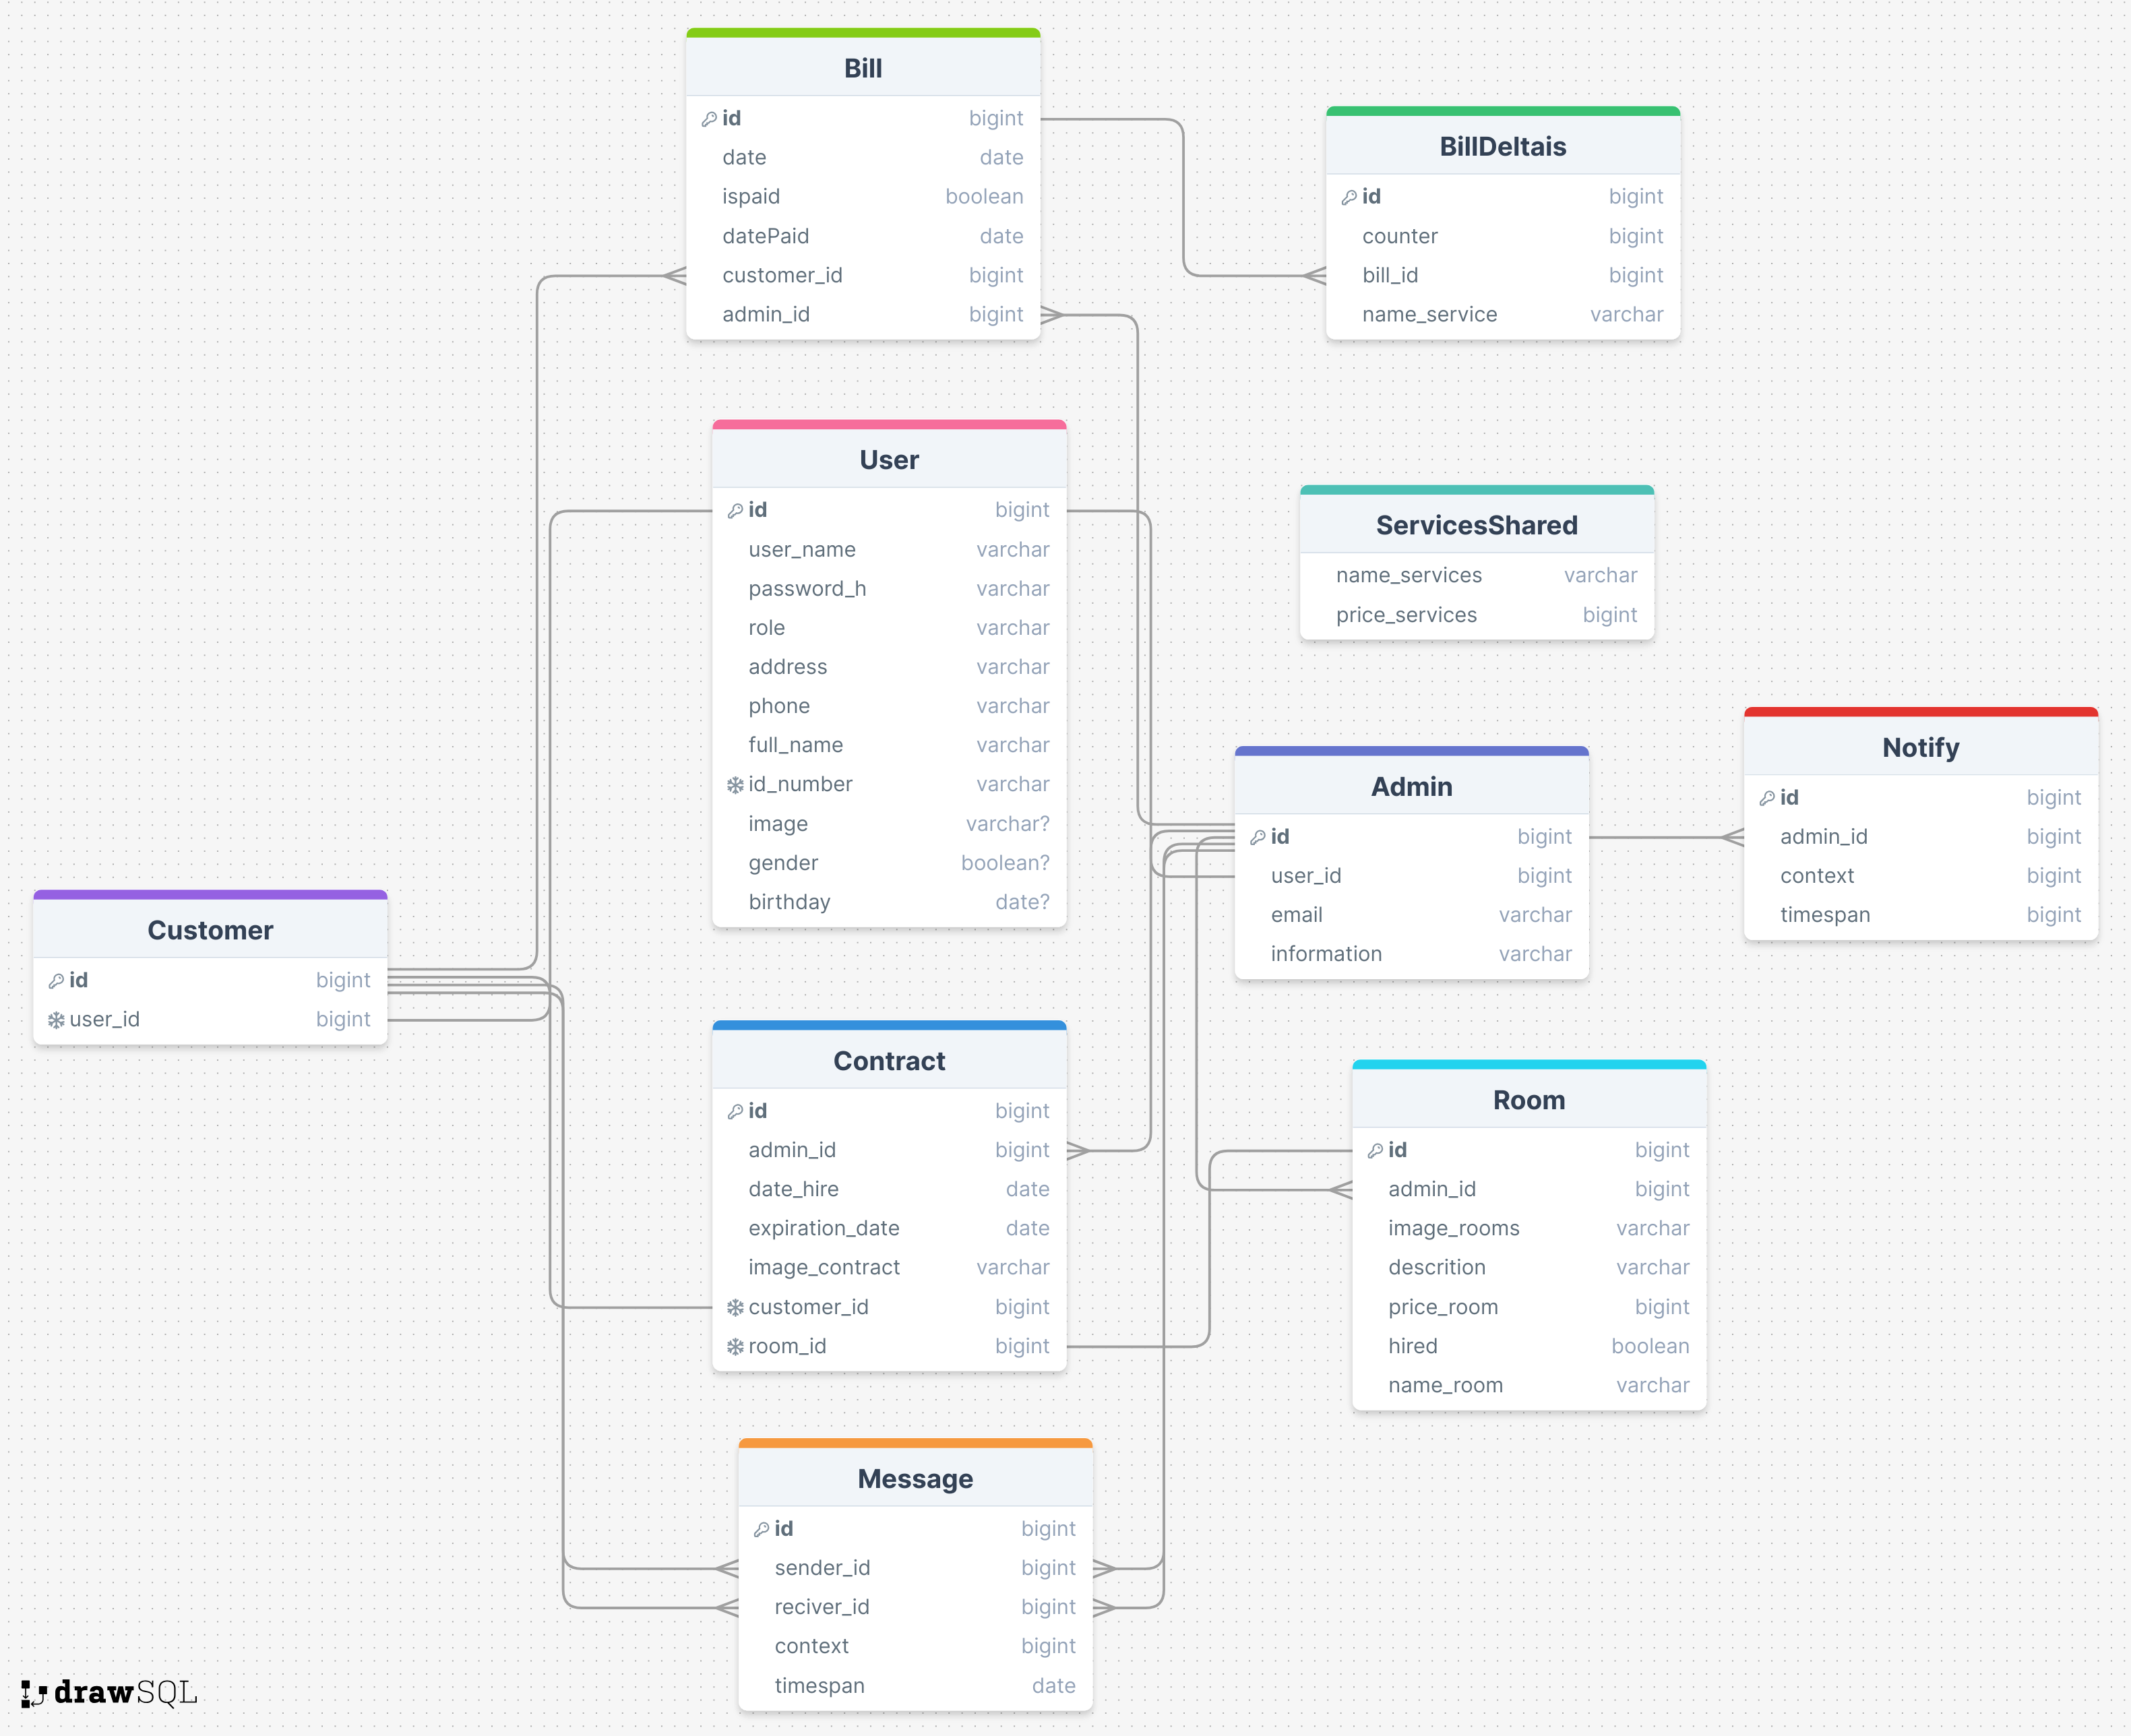 Bill
id bigint
date date
ispaid boolean
datePaid date
customer_id bigint
admin_id bigint
BillDeltais
id bigint
counter bigint
bill_id bigint
name_service varchar
User
id bigint
user_name varchar
password_h varchar
role varchar
address varchar
phone varchar
full_name varchar
id_number varchar
image varchar?
gender boolean?
birthday date?
ServicesShared
name_services varchar
price_services bigint
Notify
id bigint
admin_id bigint
context bigint
timespan bigint
Admin
id bigint
user_id bigint
email varchar
information varchar
Customer
id bigint
user_id bigint
Contract
id bigint
admin_id bigint
date_hire date
expiration_date date
image_contract varchar
customer_id bigint
room_id bigint
Room
id bigint
admin_id bigint
image_rooms varchar
descrition varchar
price_room bigint
hired boolean
name_room varchar
Message
id bigint
sender_id bigint
reciver_id bigint
context bigint
timespan date
drawSQL